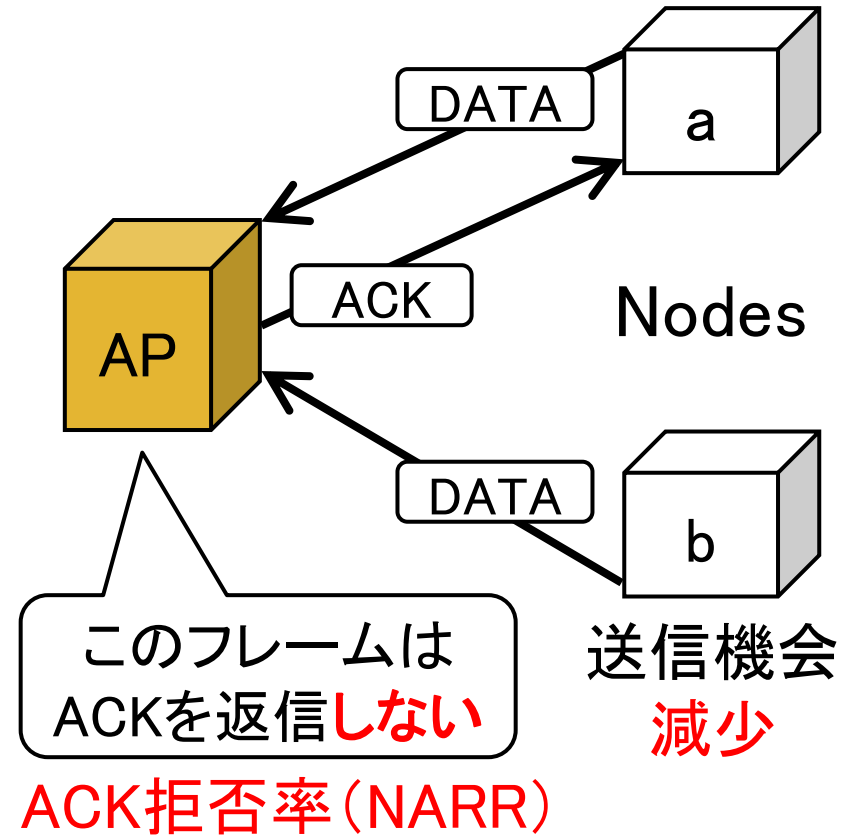 DATA
a
ACK
Nodes
AP
DATA
b
このフレームは
ACKを返信しない
送信機会
減少
ACK拒否率(NARR)